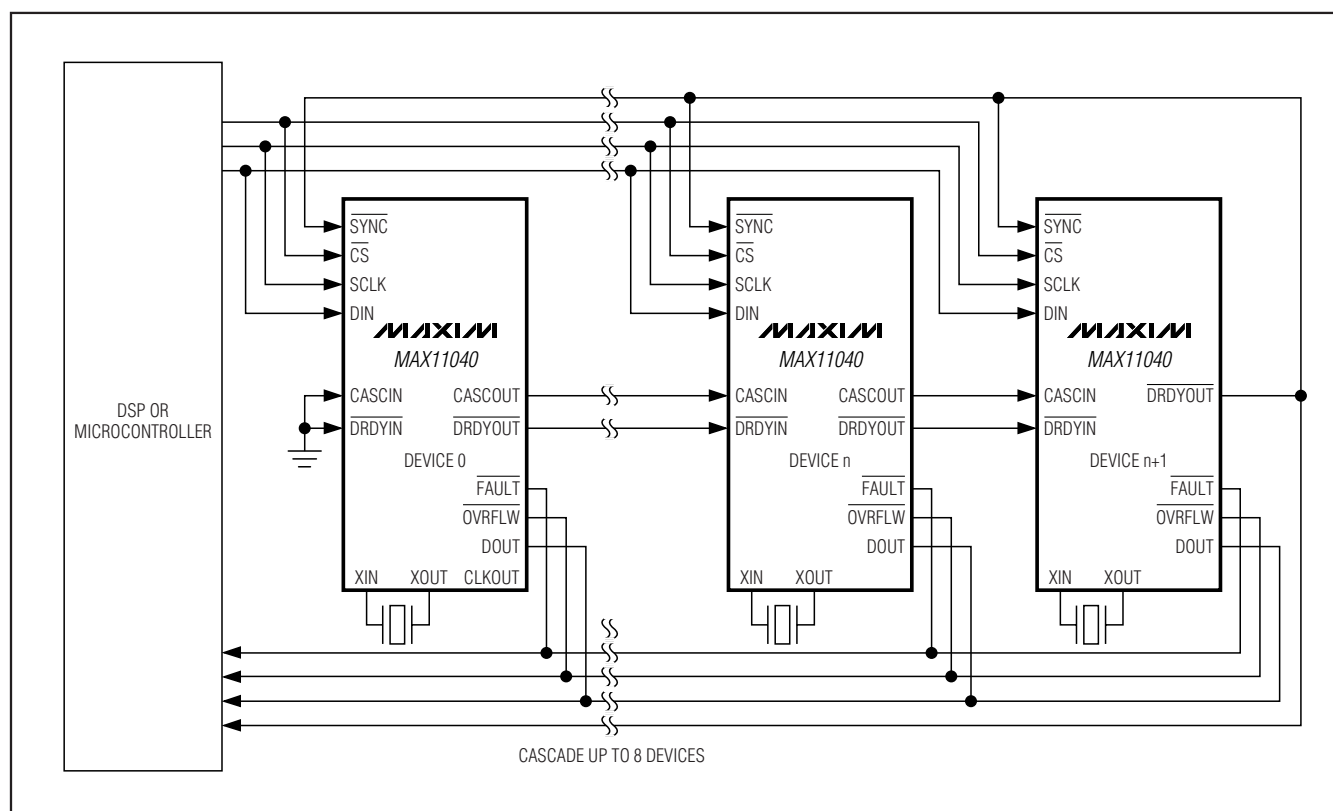 DSP OR
MICROCONTROLLER
SYNC
CS
SCLK
DIN
MAXIM
MAX11040
CASCIN
CASCOUT
DRDYIN
DRDYOUT
DEVICE 0
FAULT
OVRFLW
DOUT
XIN
XOUT
CLKOUT
SYNC
CS
SCLK
DIN
MAXIM
MAX11040
CASCIN
CASCOUT
DRDYIN
DRDYOUT
DEVICE n
FAULT
OVRFLW
DOUT
XIN
XOUT
SYNC
CS
SCLK
DIN
MAXIM
MAX11040
CASCIN
DRDYOUT
DRDYIN
DEVICE n+1
FAULT
OVRFLW
DOUT
XIN
XOUT
CASCADE UP TO 8 DEVICES